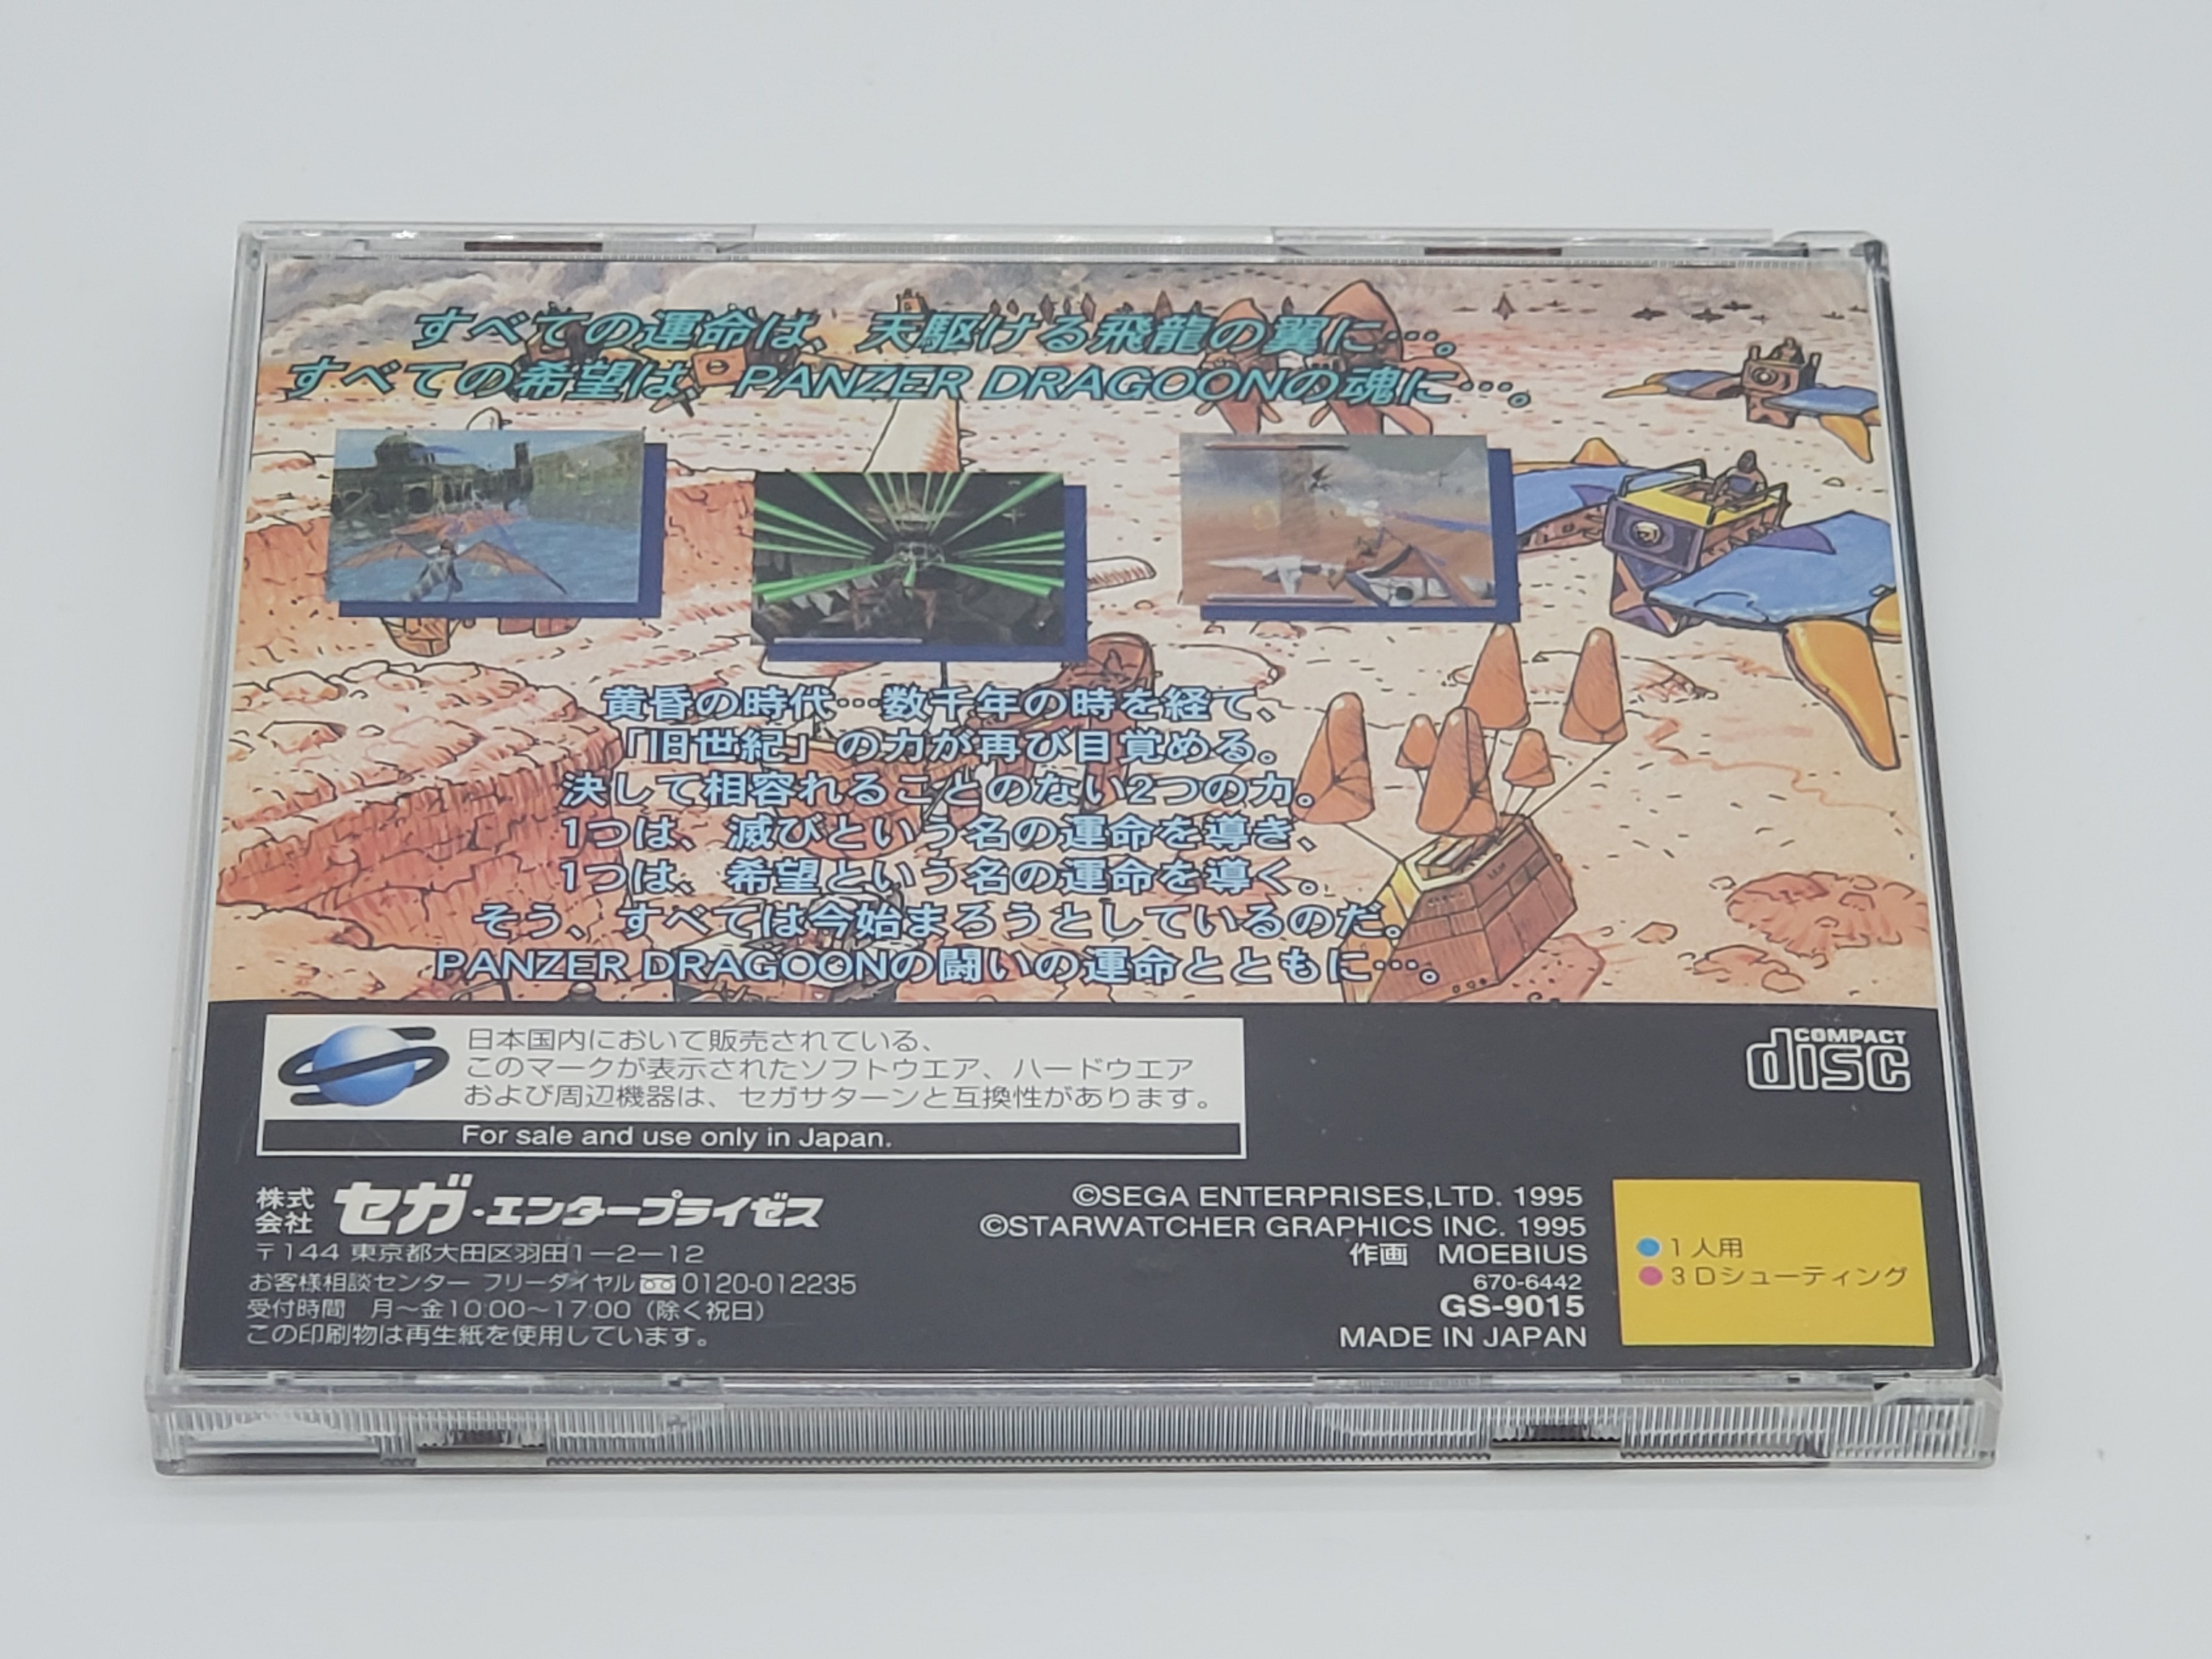 すべての運命は、天駆ける飛龍の翼に…。
すべての希望は、PANZER DRAGOONの魂に…。
黄昏の時代…数千年の時を経て、
「旧世紀」の力が再び目覚める。
決して相容れることのない2つの力。
1つは、滅びという名の運命を導き、
1つは、希望という名の運命を導く。
そう、すべては今始まろうとしているのだ。
PANZER DRAGOONの闘いの運命とともに…。
日本国内において販売されている、
このマークが表示されたソフトウエア、ハードウエア
および周辺機器は、セガサターンと互換性があります。
For sale and use only in Japan.
COMPACT
disc
株式会社 セガ・エンタープライゼス
〒144 東京都大田区羽田1—2—12
お客様相談センター フリーダイヤル 0120-012235
受付時間 月〜金10:00〜17:00（除く祝日）
この印刷物は再生紙を使用しています。
©SEGA ENTERPRISES,LTD. 1995
©STARWATCHER GRAPHICS INC. 1995
作画 MOEBIUS
670-6442
GS-9015
MADE IN JAPAN
●1人用
●3Dシューティング